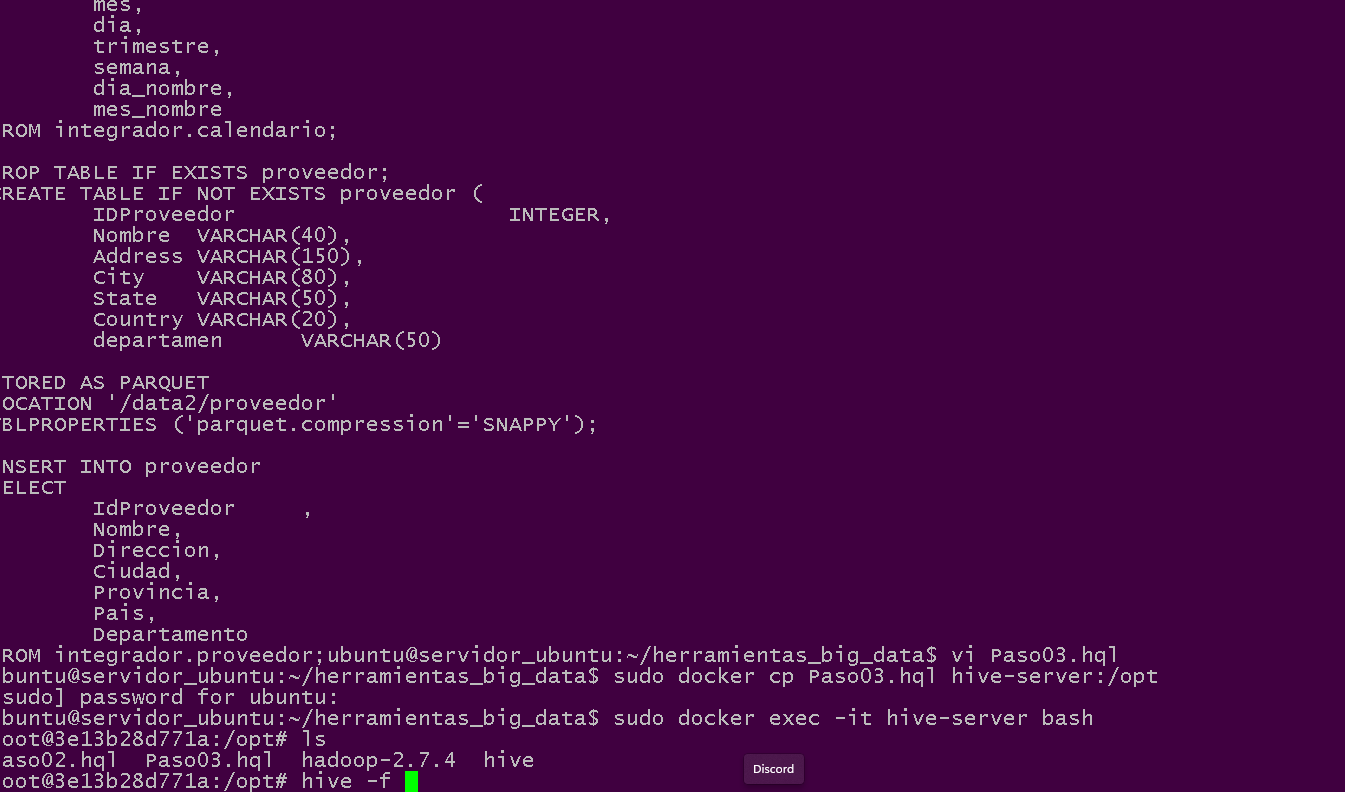 mes,
dia,
trimestre,
semana,
dia_nombre,
mes_nombre
ROM integrador.calendario;
ROP TABLE IF EXISTS proveedor;
CREATE TABLE IF NOT EXISTS proveedor (
IDProveedor INTEGER,
Nombre VARCHAR(40),
Address VARCHAR(150),
City VARCHAR(80),
State VARCHAR(50),
Country VARCHAR(20),
departamen VARCHAR(50)
TORED AS PARQUET
OCATION '/data2/proveedor'
TBLPROPERTIES ('parquet.compression'='SNAPPY');
NSERT INTO proveedor
ELECT
IdProveedor ,
Nombre,
Direccion,
Ciudad,
Provincia,
Pais,
Departamento
ROM integrador.proveedor;ubuntu@servidor_ubuntu:~/herramientas_big_data$ vi Paso03.hql
buntu@servidor_ubuntu:~/herramientas_big_data$ sudo docker cp Paso03.hql hive-server:/opt
sudo] password for ubuntu:
buntu@servidor_ubuntu:~/herramientas_big_data$ sudo docker exec -it hive-server bash
oot@3e13b28d771a:/opt# ls
aso02.hql Paso03.hql hadoop-2.7.4 hive
oot@3e13b28d771a:/opt# hive -f
Discord